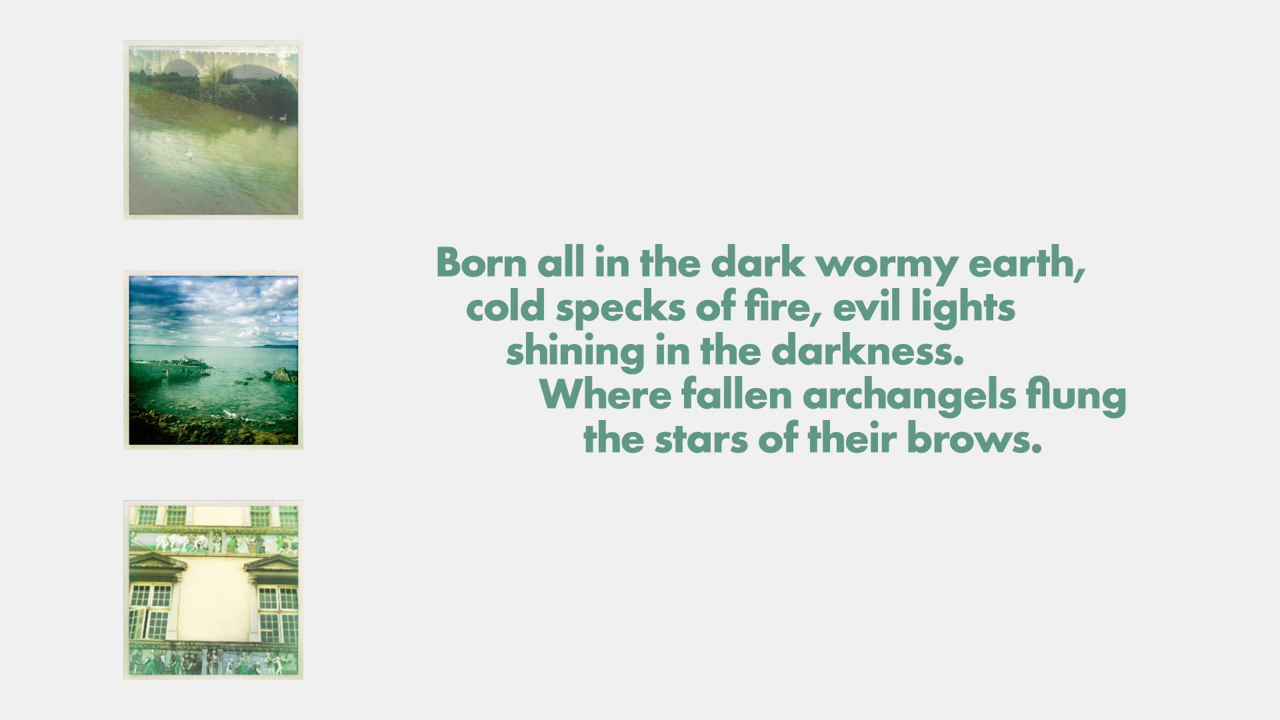 Born all in the dark wormy earth,
cold specks of fire, evil lights
shining in the darkness.
Where fallen archangels flung
the stars of their brows.